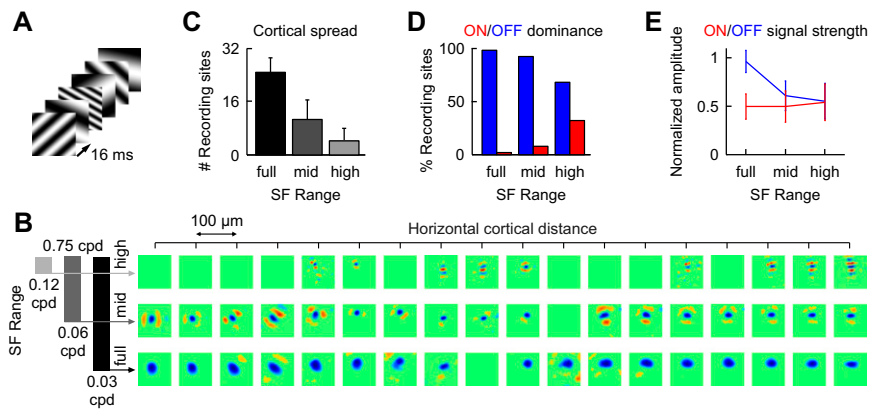 A
16 ms
C
Cortical spread
# Recording sites
32
16
0
full
mid
high
SF Range
D
ON/OFF dominance
% Recording sites
100
50
0
full
mid
high
SF Range
E
ON/OFF signal strength
Normalized amplitude
1
0.5
0
full
mid
high
SF Range
B
100 µm
Horizontal cortical distance
SF Range
0.75 cpd
0.12
cpd
0.06
cpd
0.03
cpd
high
mid
full